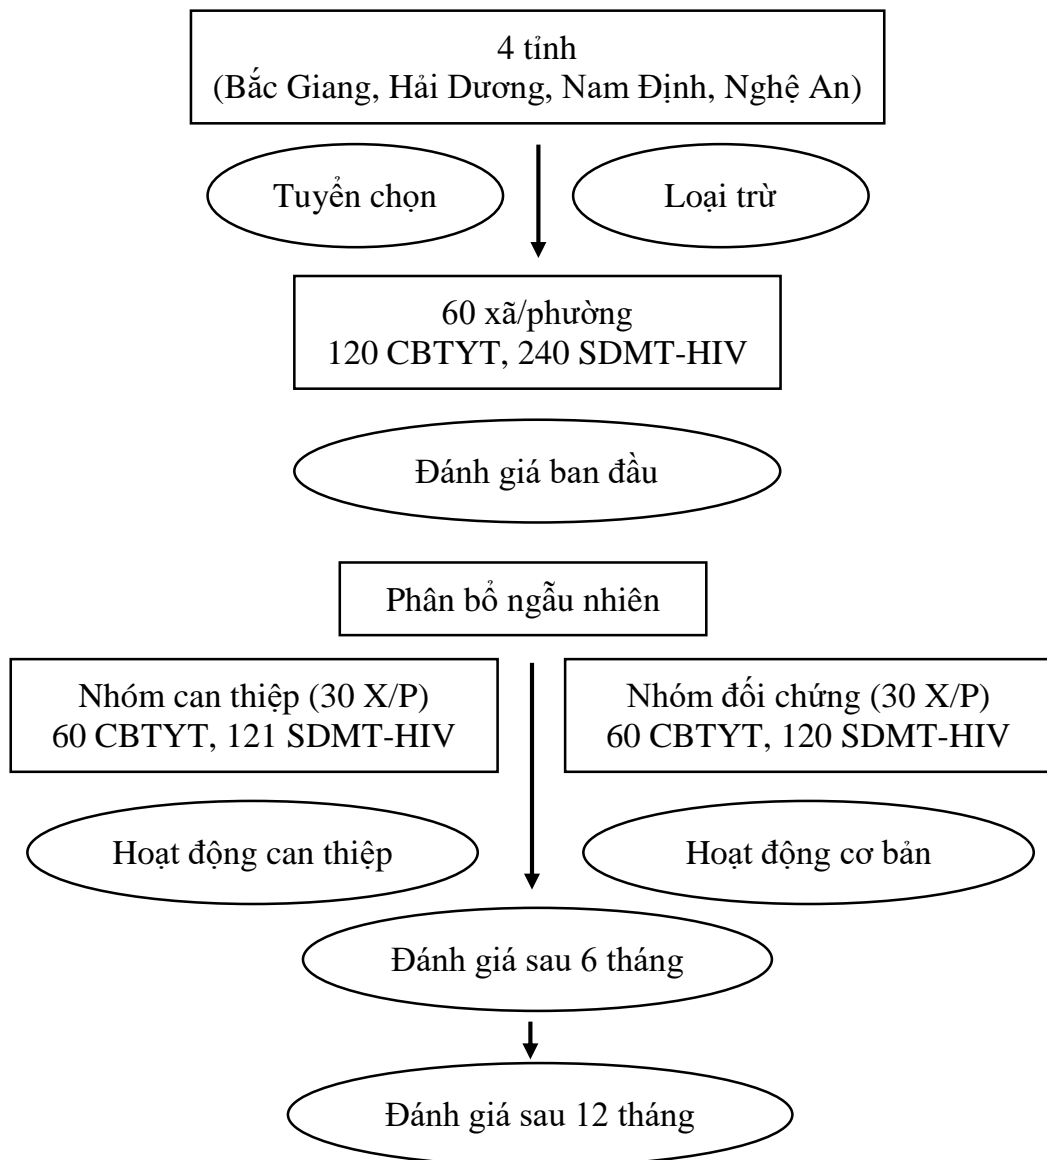 4 tỉnh
(Bắc Giang, Hải Dương, Nam Định, Nghệ An)
Tuyển chọn
Loại trừ
60 xã/phường
120 CBTYT, 240 SDMT-HIV
Đánh giá ban đầu
Phân bổ ngẫu nhiên
Nhóm can thiệp (30 X/P)
60 CBTYT, 121 SDMT-HIV
Nhóm đối chứng (30 X/P)
60 CBTYT, 120 SDMT-HIV
Hoạt động can thiệp
Hoạt động cơ bản
Đánh giá sau 6 tháng
Đánh giá sau 12 tháng